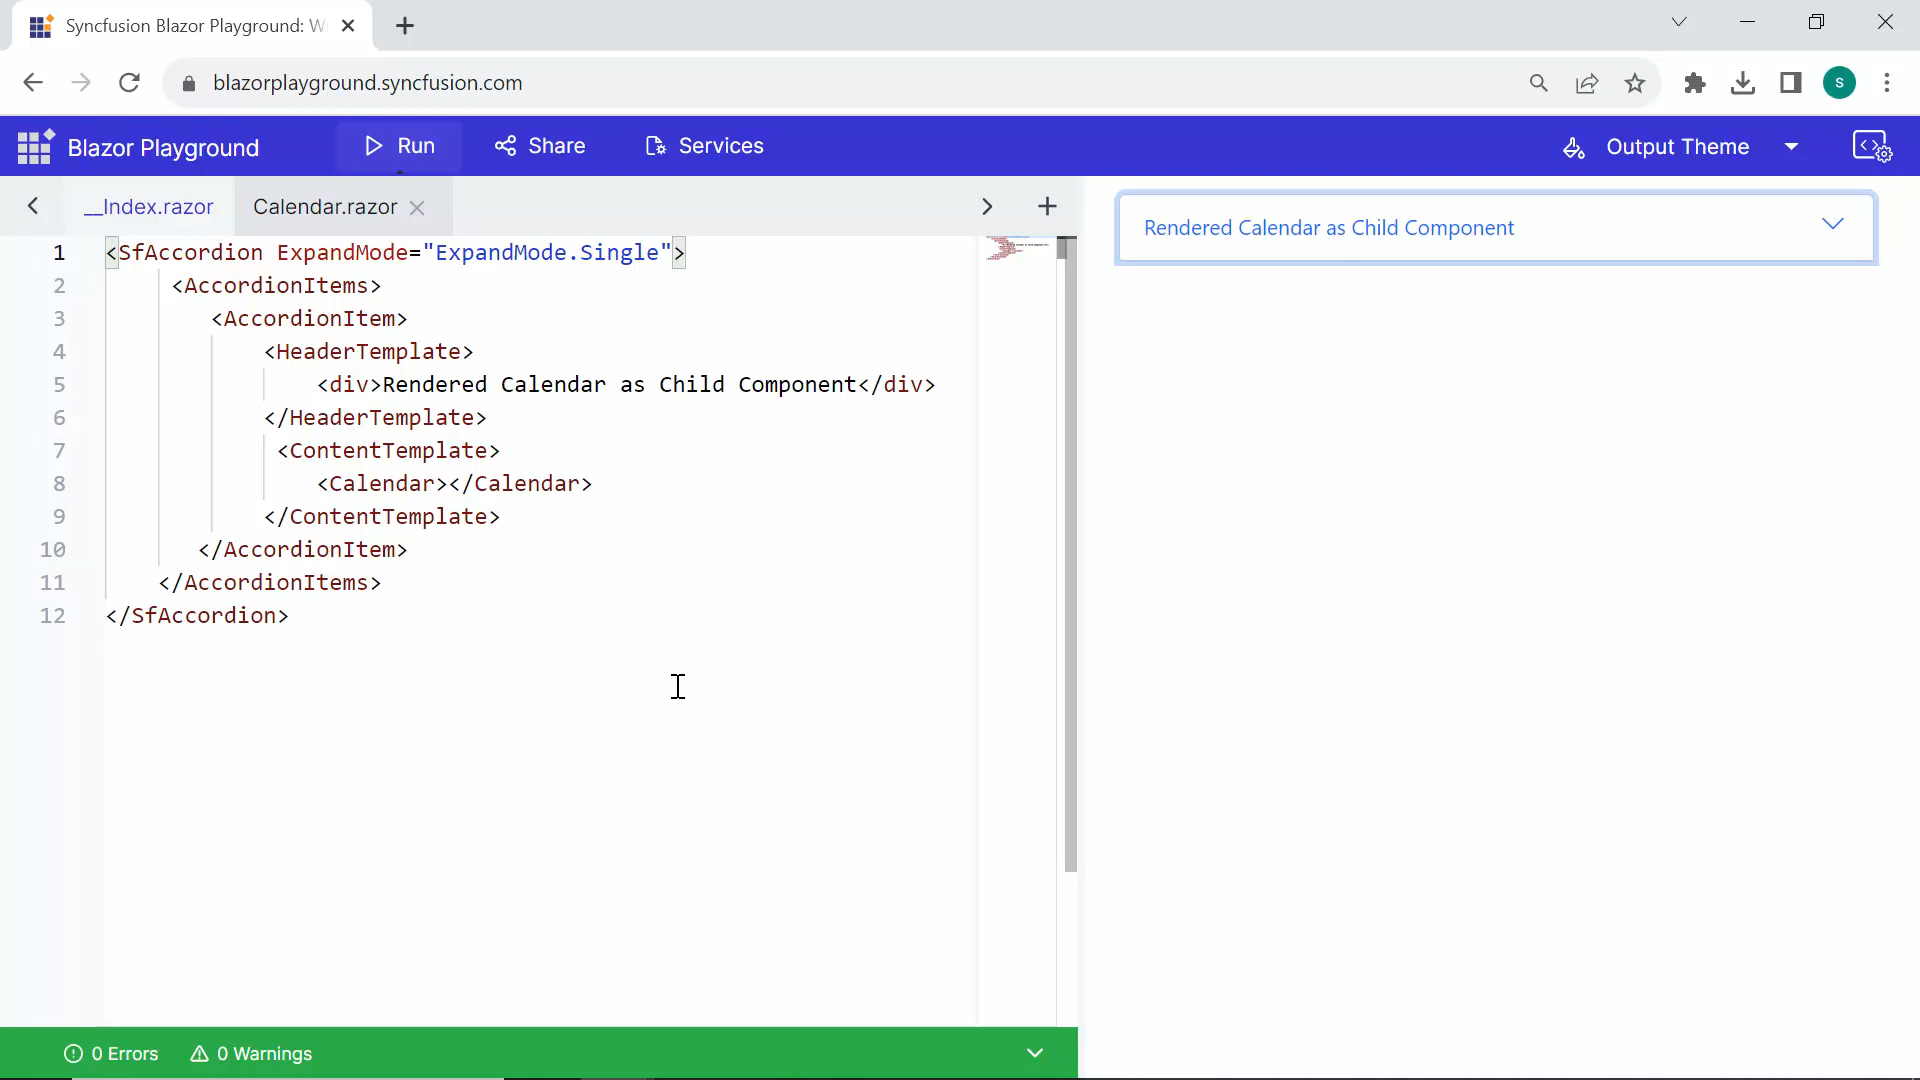 Syncfusion Blazor Playground: W
blazorplayground.syncfusion.com
S
Blazor Playground
Run
Share
Services
Output Theme
__Index.razor
Calendar.razor
1 <SfAccordion ExpandMode="ExpandMode.Single">
2 <AccordionItems>
3 <AccordionItem>
4 <HeaderTemplate>
5 <div>Rendered Calendar as Child Component</div>
6 </HeaderTemplate>
7 <ContentTemplate>
8 <Calendar></Calendar>
9 </ContentTemplate>
10 </AccordionItem>
11 </AccordionItems>
12 </SfAccordion>
Rendered Calendar as Child Component
0 Errors
0 Warnings